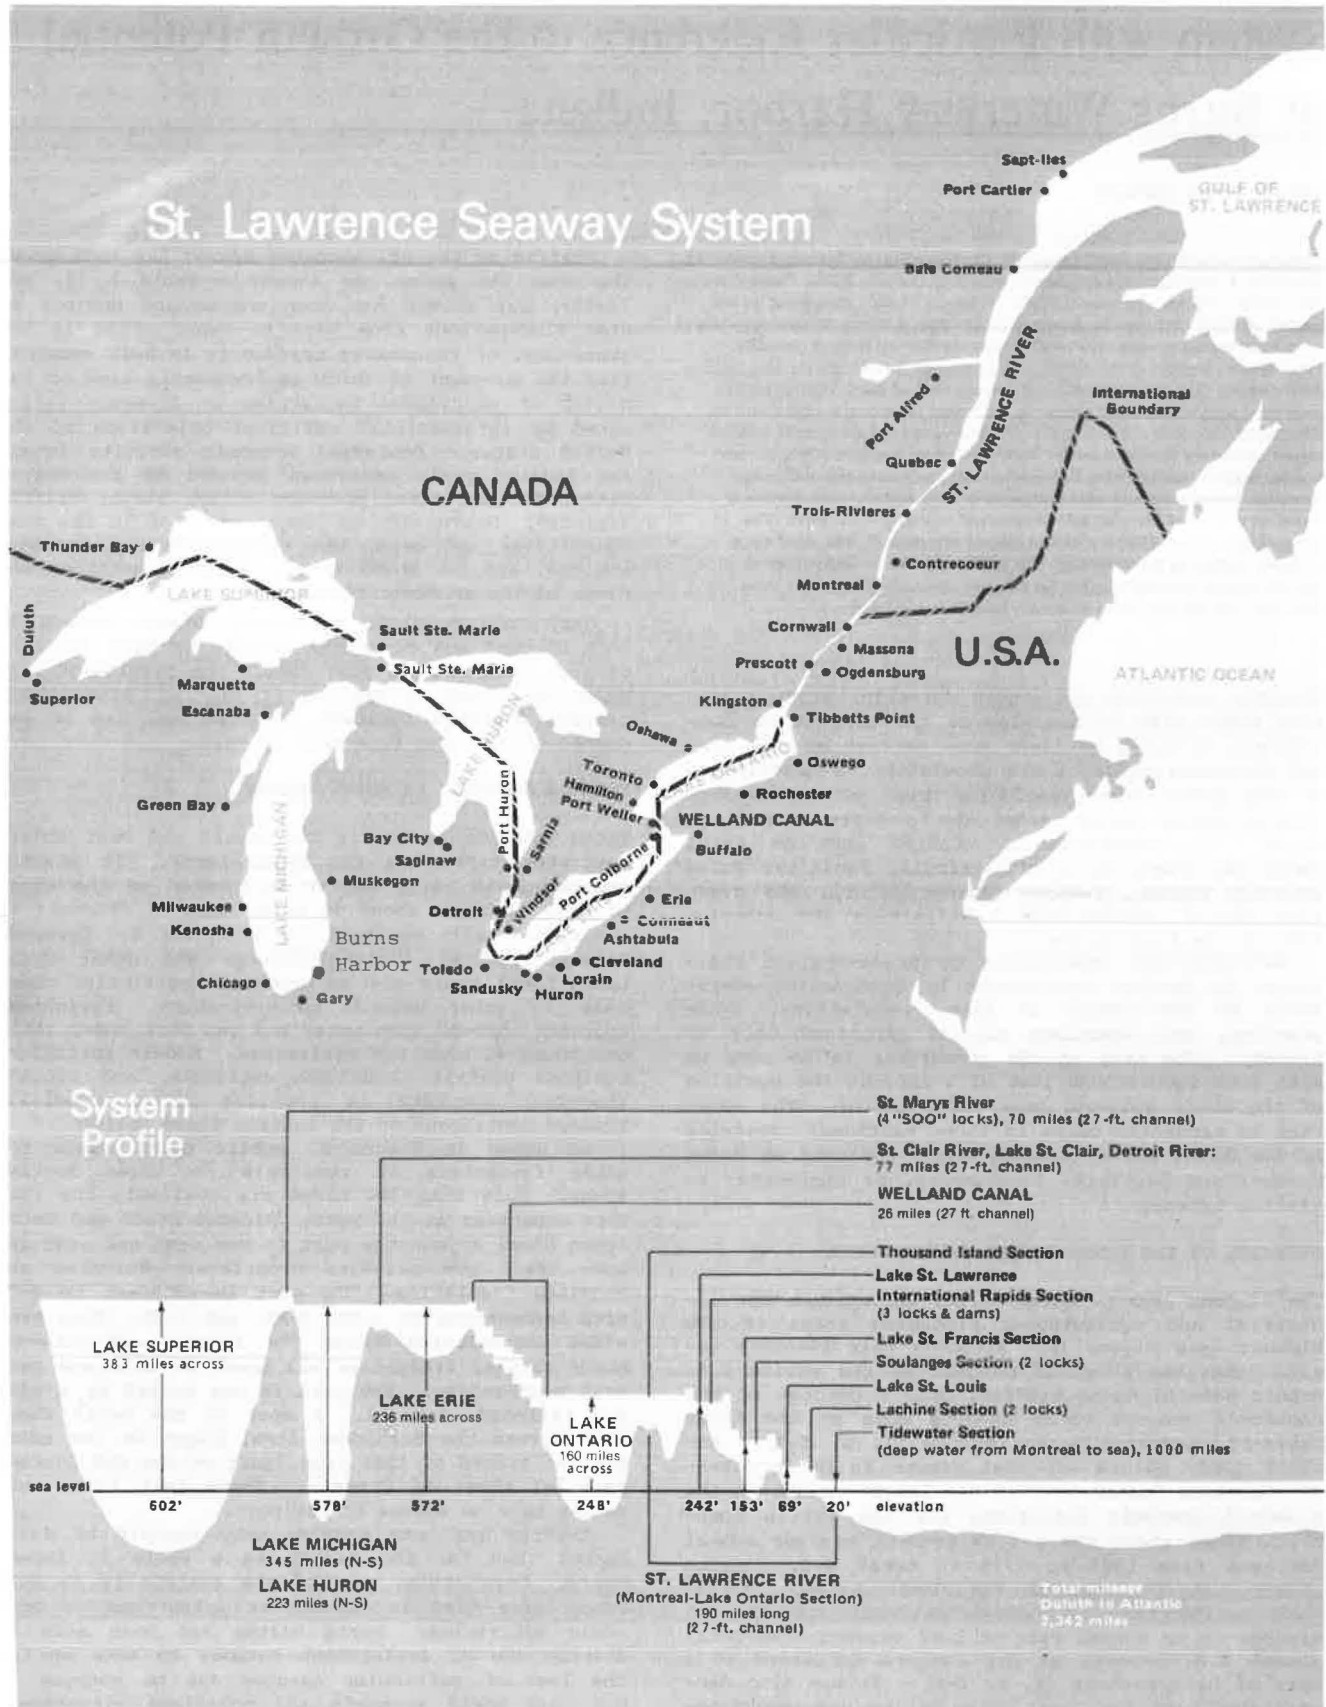 St. Lawrence Seaway System
Sept-Iles
Port Cartier
GULF OF
ST. LAWRENCE
Baie Comeau
ST. LAWRENCE RIVER
International
Boundary
Port Alfred
Quebec
CANADA
Trois-Rivieres
Thunder Bay
Contrecoeur
LAKE SUPERIOR
Montreal
Duluth
Cornwall
Sault Ste. Marie
Massena
U.S.A.
Prescott
Sault Ste. Marie
Ogdensburg
ATLANTIC OCEAN
Marquette
Superior
Kingston
Escanaba
Tibbetts Point
LAKE HURON
Oshawa
ONTARIO
Oswego
Toronto
Hamilton
Rochester
Green Bay
Port Huron
Port Weller
WELLAND CANAL
LAKE MICHIGAN
Bay City
Sarnia
Buffalo
Saginaw
Port Colborne
Muskegon
Windsor
Erie
Milwaukee
Detroit
Conneaut
Kenosha
Ashtabula
Burns
Harbor
Cleveland
Toledo
Lorain
Chicago
Sandusky
Huron
Gary
System
Profile
St. Marys River
(4 "SOO" locks), 70 miles (27-ft. channel)
St. Clair River, Lake St. Clair, Detroit River:
77 miles (27-ft. channel)
WELLAND CANAL
26 miles (27 ft. channel)
Thousand Island Section
Lake St. Lawrence
International Rapids Section
(3 locks & dams)
Lake St. Francis Section
Soulanges Section (2 locks)
Lake St. Louis
Lachine Section (2 locks)
Tidewater Section
(deep water from Montreal to sea), 1000 miles
LAKE SUPERIOR
383 miles across
LAKE ERIE
236 miles across
LAKE
ONTARIO
160 miles
across
sea level
602' 578' 572' 248' 242' 153' 69' 20' elevation
LAKE MICHIGAN
345 miles (N-S)
LAKE HURON
223 miles (N-S)
ST. LAWRENCE RIVER
(Montreal-Lake Ontario Section)
190 miles long
(27-ft. channel)
Total mileage
Duluth to Atlantic
2,342 miles